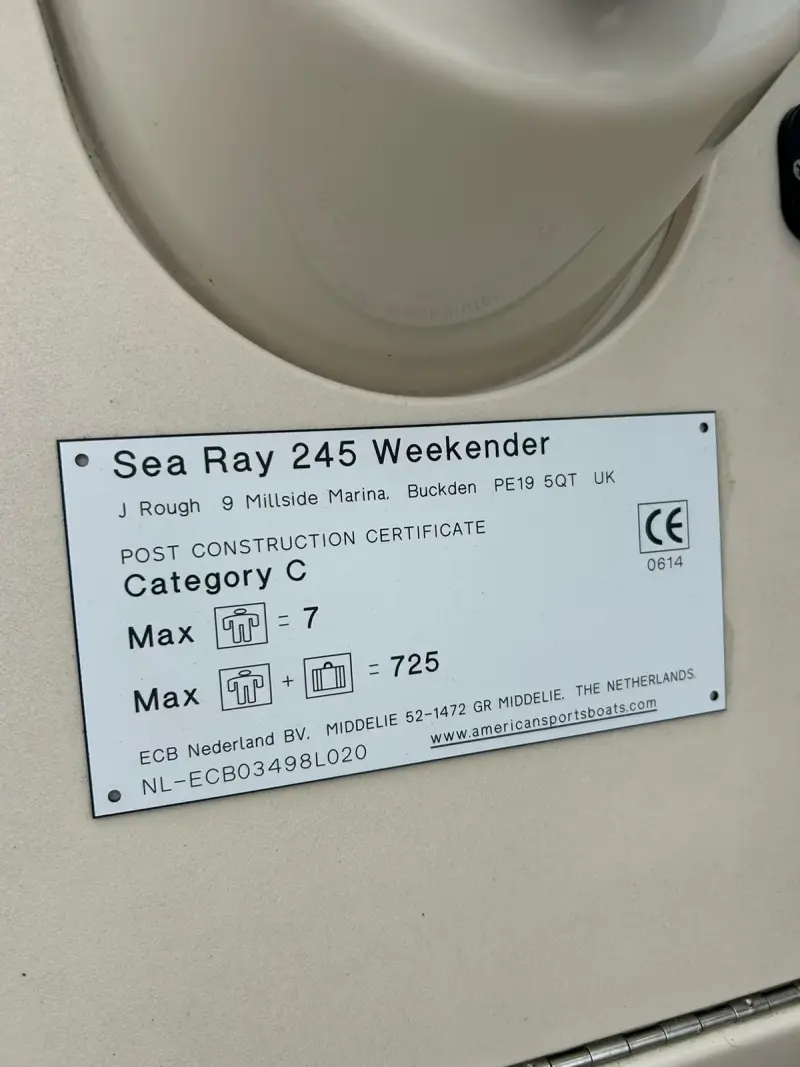 Sea Ray 245 Weekender
J Rough 9 Millside Marina. Buckden PE19 5QT UK
POST CONSTRUCTION CERTIFICATE
CE
0614
Category C
Max = 7
Max + = 725
ECB Nederland BV. MIDDELIE 52-1472 GR MIDDELIE. THE NETHERLANDS.
www.americansportsboats.com
NL-ECB03498L020